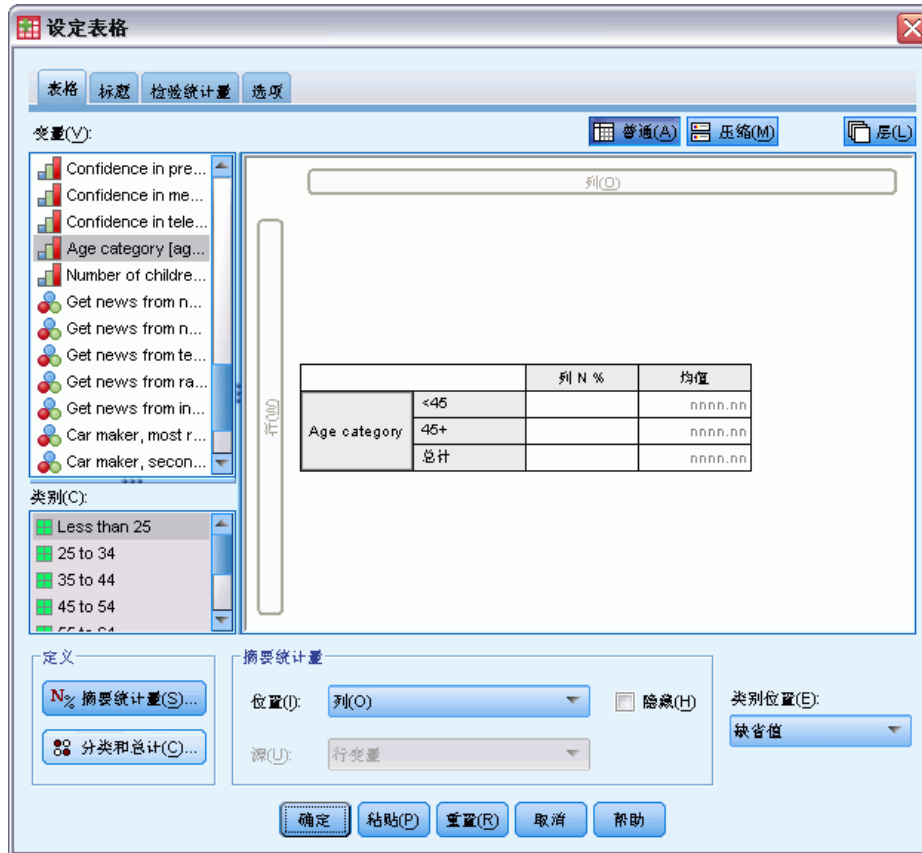 设定表格
表格 标题 检验统计量 选项
变量(V):
普通(A) 压缩(M) 层(L)
Confidence in pre...
Confidence in me...
Confidence in tele...
Age category [ag...
Number of childre...
Get news from n...
Get news from n...
Get news from te...
Get news from ra...
Get news from in...
Car maker, most r...
Car maker, secon...
类别(C):
Less than 25
25 to 34
35 to 44
45 to 54
列(O)
行(W)
列 N % 均值
Age category <45 nnnn.nn
45+ nnnn.nn
总计 nnnn.nn
定义
N% 摘要统计量(S)...
分类和总计(C)...
摘要统计量
位置(I): 列(O) 隐藏(H)
源(U): 行变量
类别位置(E):
缺省值
确定 粘贴(P) 重置(R) 取消 帮助